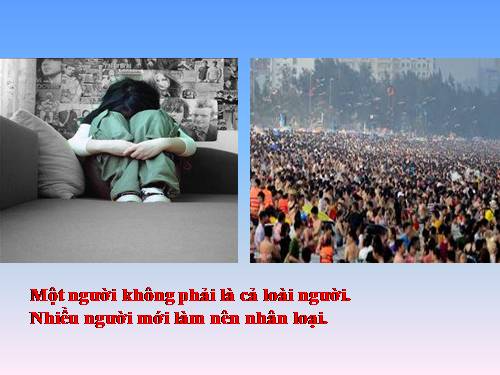 Một người không phải là cả loài người.
Nhiều người mới làm nên nhân loại.